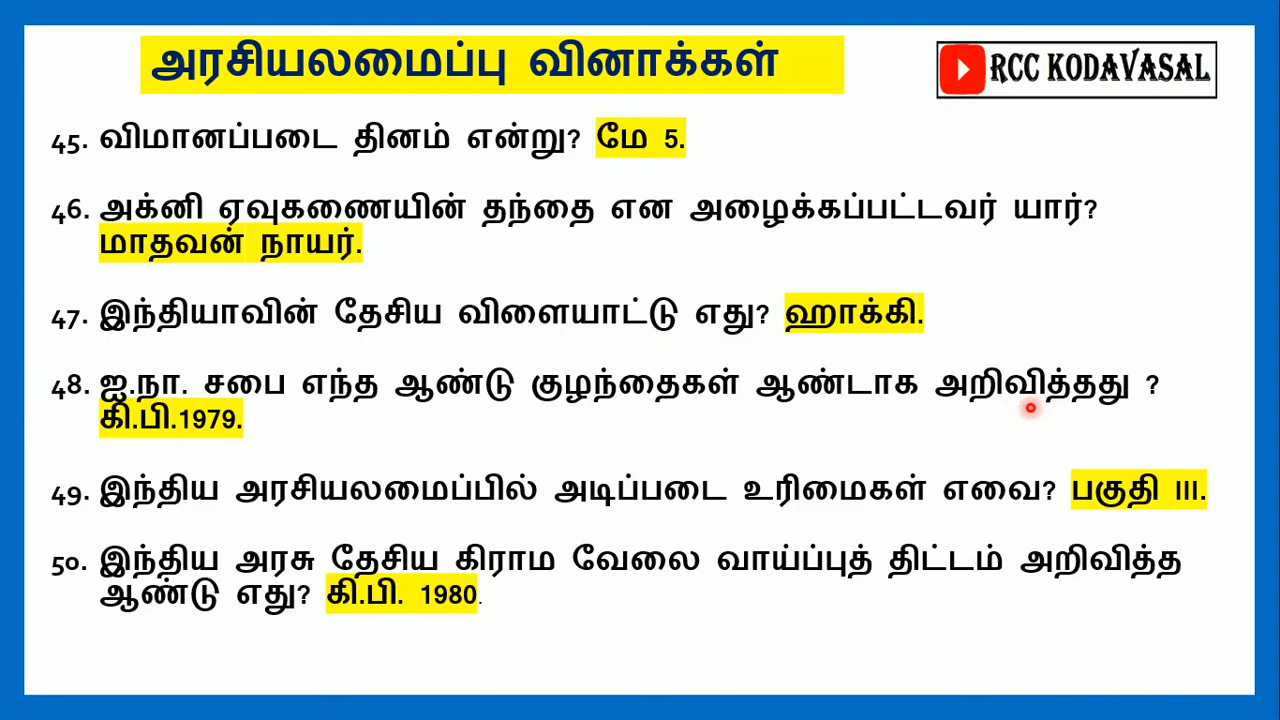 அரசியலமைப்பு வினாக்கள்
RCC KODAVASAL
45. விமானப்படை தினம் என்று? மே 5.
46. அக்னி ஏவுகணையின் தந்தை என அழைக்கப்பட்டவர் யார்?
மாதவன் நாயர்.
47. இந்தியாவின் தேசிய விளையாட்டு எது? ஹாக்கி.
48. ஐ.நா. சபை எந்த ஆண்டு குழந்தைகள் ஆண்டாக அறிவித்தது ?
கி.பி.1979.
49. இந்திய அரசியலமைப்பில் அடிப்படை உரிமைகள் எவை? பகுதி III.
50. இந்திய அரசு தேசிய கிராம வேலை வாய்ப்புத் திட்டம் அறிவித்த
ஆண்டு எது? கி.பி. 1980.